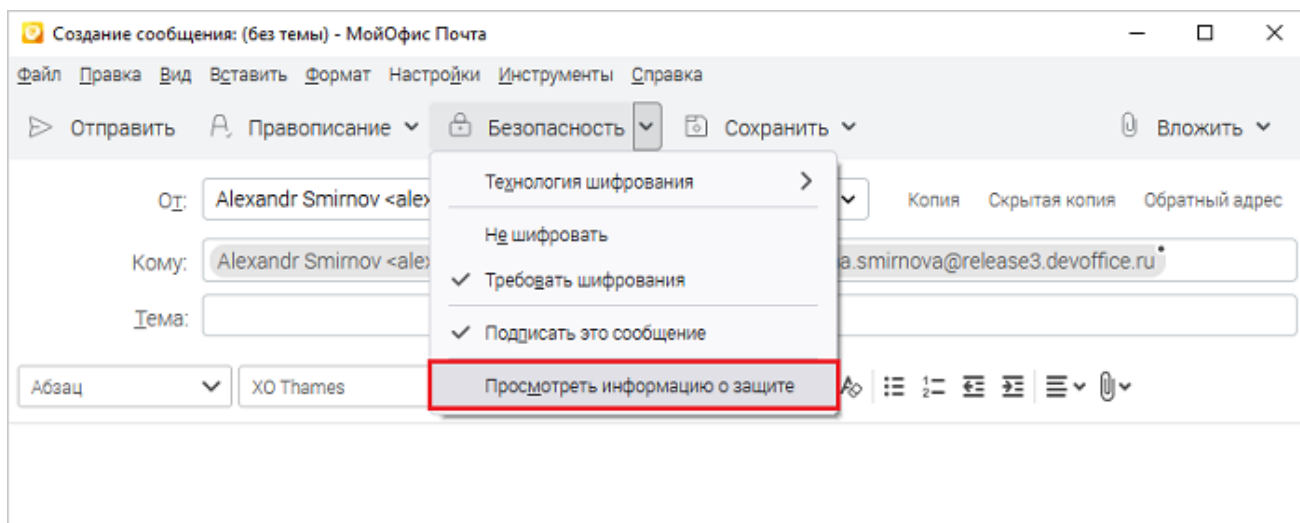 Создание сообщения: (без темы) - МойОфис Почта
Файл Правка Вид Вставить Формат Настройки Инструменты Справка
Отправить Правописание Безопасность Сохранить Вложить
Технология шифрования
От: Alexandr Smirnov <alex Копия Скрытая копия Обратный адрес
Не шифровать
Кому: Alexandr Smirnov <alex a.smirnova@release3.devoffice.ru
Требовать шифрования
Тема:
Подписать это сообщение
Абзац XO Thames Просмотреть информацию о защите